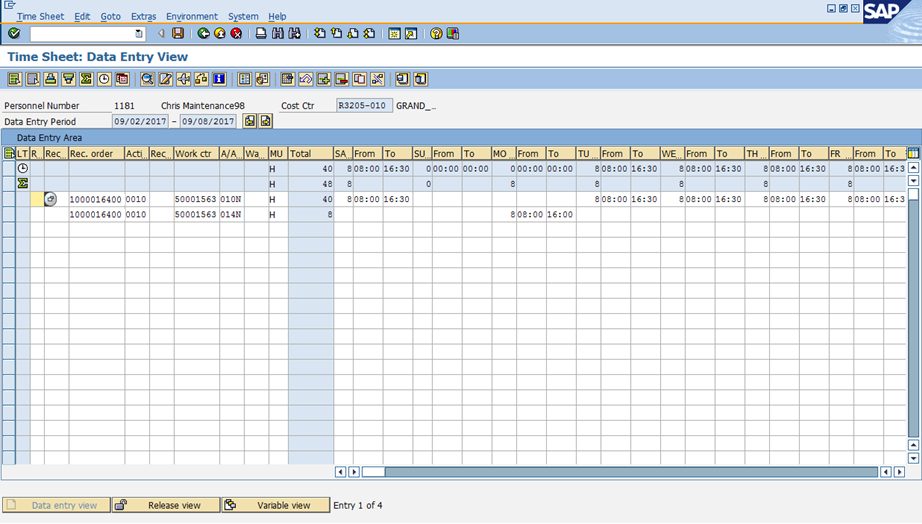 Time Sheet Edit Goto Extras Environment System Help
SAP
Time Sheet: Data Entry View
Personnel Number 1181 Chris Maintenance98 Cost Ctr R3205-010 GRAND_..
Data Entry Period 09/02/2017 - 09/08/2017
Data Entry Area
LT R... Rec... Rec. order Acti... Rec... Work ctr A/A... Wa... MU Total SA... From To SU... From To MO... From To TU... From To WE... From To TH... From To FR... From To
H 40 8 08:00 16:30 0 00:00 00:00 0 00:00 00:00 8 08:00 16:30 8 08:00 16:30 8 08:00 16:30 8 08:00 16:3
H 48 8 0 8 8 8 8 8
1000016400 0010 50001563 010N H 40 8 08:00 16:30 8 08:00 16:30 8 08:00 16:30 8 08:00 16:30 8 08:00 16:3
1000016400 0010 50001563 014N H 8 8 08:00 16:00
Data entry view Release view Variable view Entry 1 of 4